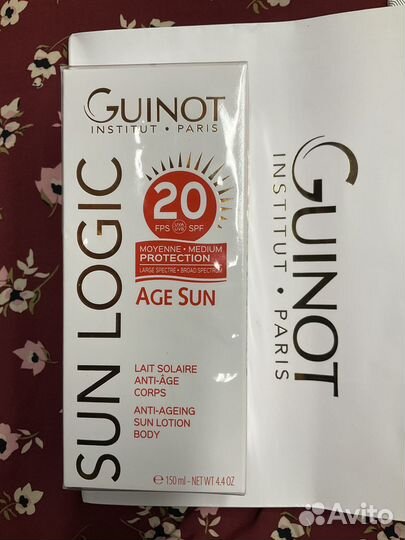 GUINOT
INSTITUT • PARIS
SUN LOGIC
20
FPS UVA UVB SPF
MOYENNE • MEDIUM
PROTECTION
LARGE SPECTRE • BROAD SPECTRUM
AGE SUN
LAIT SOLAIRE
ANTI-ÂGE
CORPS
ANTI-AGEING
SUN LOTION
BODY
℮ 150 ml - NET WT 4.4 OZ
GUINOT
INSTITUT • PARIS
Avito